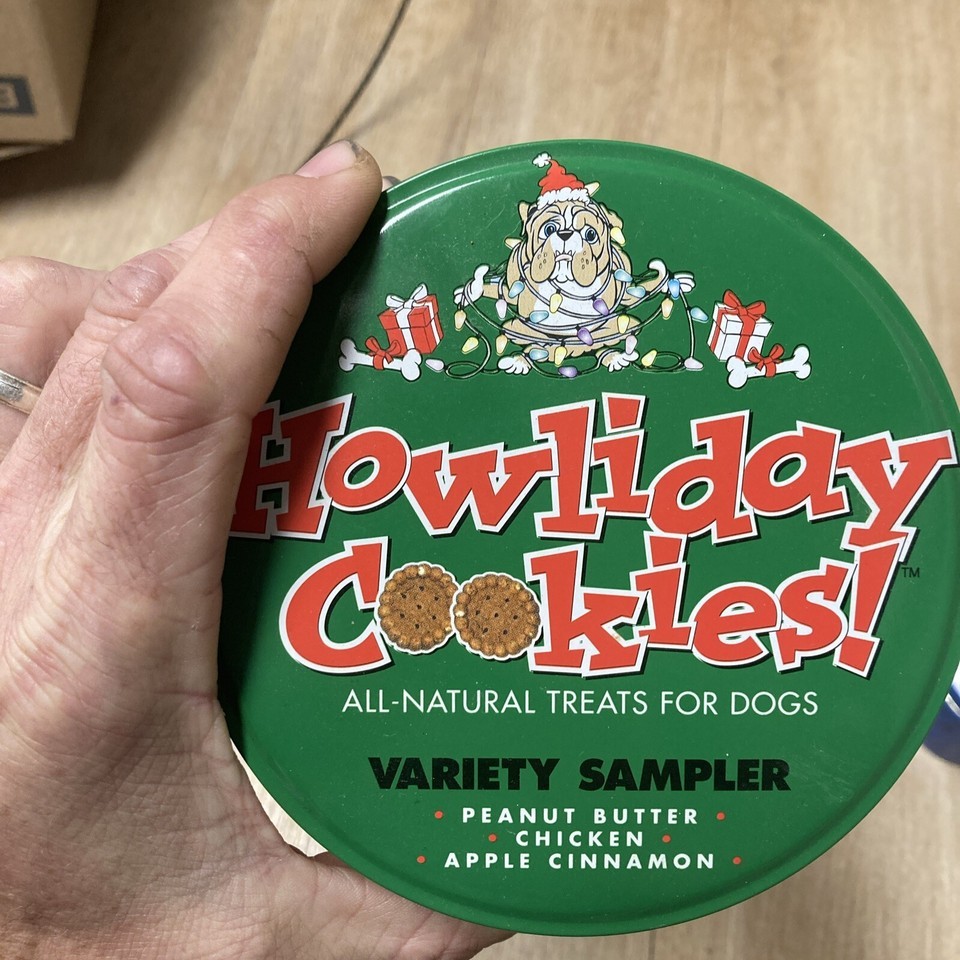 Howliday
Cookies!™
ALL-NATURAL TREATS FOR DOGS
VARIETY SAMPLER
• PEANUT BUTTER •
• CHICKEN •
• APPLE CINNAMON •